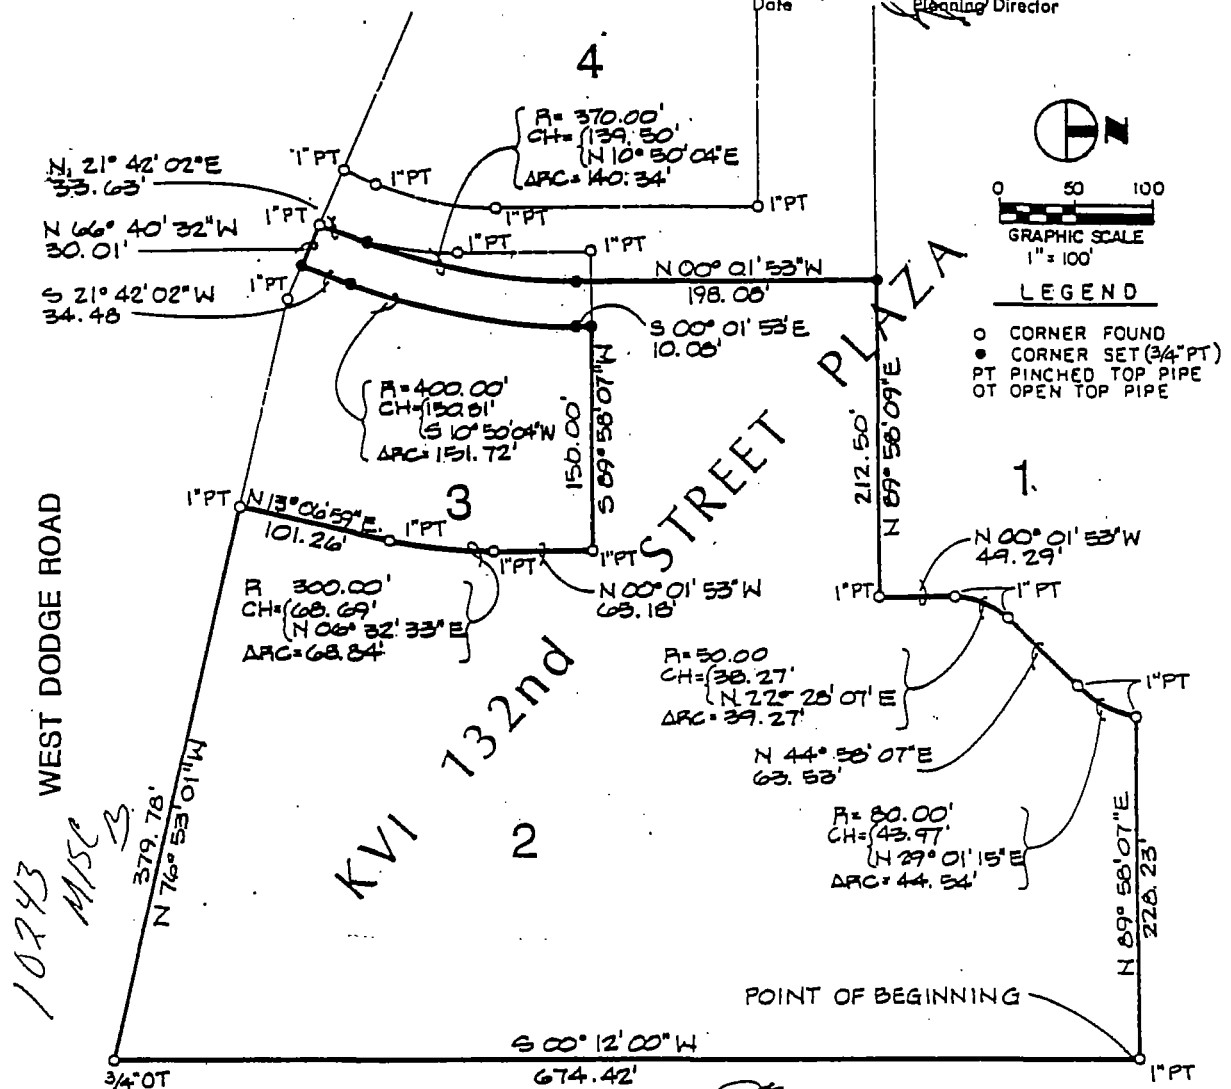 Date
Planning Director
4
R= 370.00'
CH= 139.50'
N 10° 50' 04" E
ARC= 140.34'
N. 21° 42' 02" E
33.63'
1" PT
1" PT
1" PT
N 66° 40' 32" W
30.01'
1" PT
1" PT
1" PT
1" PT
S 21° 42' 02" W
34.48
N 00° 01' 53" W
198.08'
S 00° 01' 53" E
10.08'
0 50 100
GRAPHIC SCALE
1" = 100'
LEGEND
○ CORNER FOUND
● CORNER SET (3/4" PT)
PT PINCHED TOP PIPE
OT OPEN TOP PIPE
R= 400.00'
CH= 150.81'
S 10° 50' 04" W
ARC= 151.72'
150.00'
S 89° 58' 07" W
212.50'
N 89° 58' 09" E
1.
3
1" PT
N 13° 06' 59" E.
101.26'
1" PT
1" PT
1" PT
N 00° 01' 53" W
65.18'
R 300.00'
CH= 68.69'
N 06° 32' 33" E
ARC= 68.84'
N 00° 01' 53" W
49.29'
1" PT
1" PT
R= 50.00
CH= 38.27'
N 22° 28' 07" E
ARC= 39.27'
1" PT
N 44° 58' 07" E
63.53'
R= 80.00'
CH= 43.97'
N 29° 01' 15" E
ARC= 44.54'
KVI 132nd STREET PLAZA
WEST DODGE ROAD
379.78'
N 76° 53' 01" W
10243
MISC B
2
N 89° 58' 07" E
228.23'
POINT OF BEGINNING
S 00° 12' 00" W
674.42'
3/4" OT
1" PT